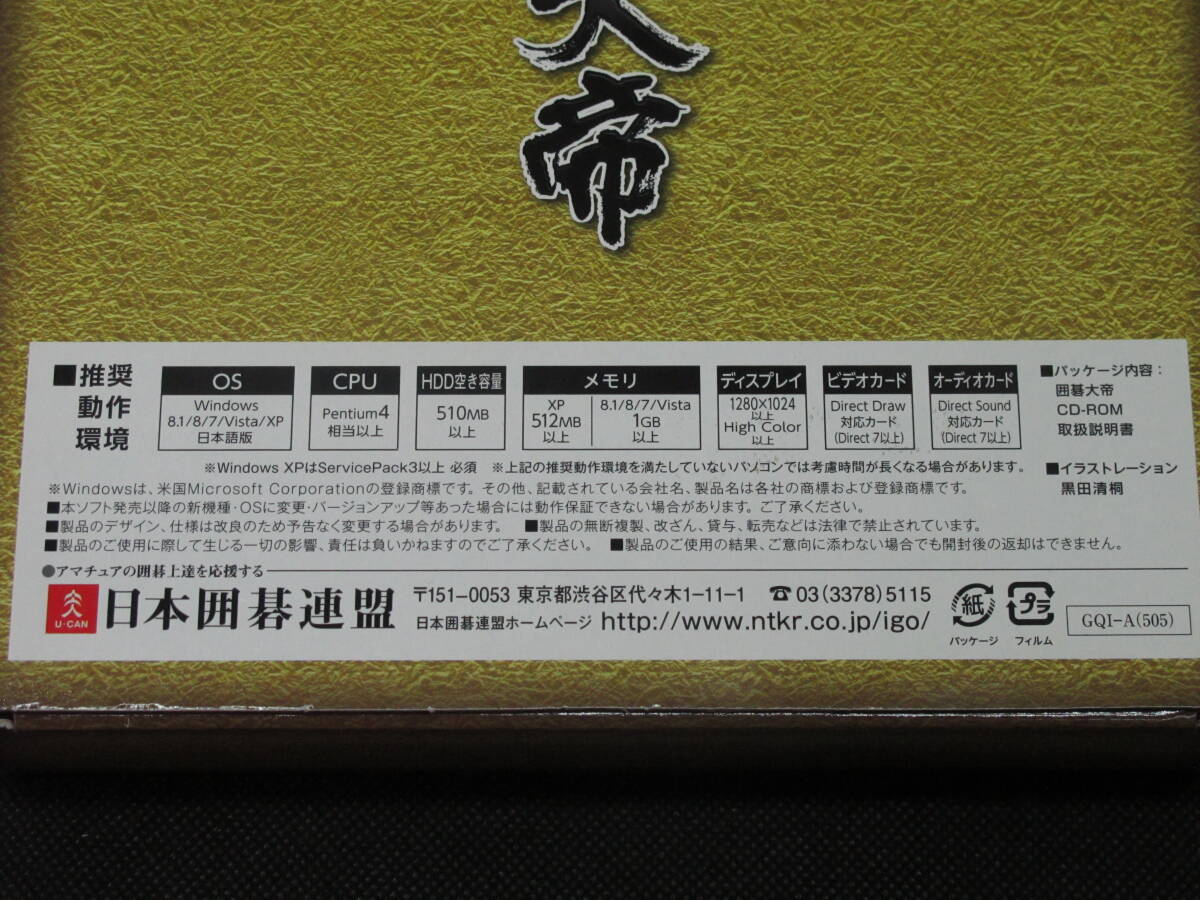 大帝
■推奨
動作
環境
OS
Windows
8.1/8/7/Vista/XP
日本語版
CPU
Pentium4
相当以上
HDD空き容量
510MB
以上
メモリ
XP
512MB
以上
8.1/8/7/Vista
1GB
以上
ディスプレイ
1280×1024
以上
High Color
以上
ビデオカード
Direct Draw
対応カード
(Direct 7以上)
オーディオカード
Direct Sound
対応カード
(Direct 7以上)
■パッケージ内容:
囲碁大帝
CD-ROM
取扱説明書
■イラストレーション
黒田清桐
※Windows XPはServicePack3以上 必須 ※上記の推奨動作環境を満たしていないパソコンでは考慮時間が長くなる場合があります。
※Windowsは、米国Microsoft Corporationの登録商標です。その他、記載されている会社名、製品名は各社の商標および登録商標です。
■本ソフト発売以降の新機種・OSに変更・バージョンアップ等あった場合には動作保証できない場合があります。ご了承ください。
■製品のデザイン、仕様は改良のため予告なく変更する場合があります。 ■製品の無断複製、改ざん、貸与、転売などは法律で禁止されています。
■製品のご使用に際して生じる一切の影響、責任は負いかねますのでご了承ください。 ■製品のご使用の結果、ご意向に添わない場合でも開封後の返却はできません。
●アマチュアの囲碁上達を応援する
U-CAN
日本囲碁連盟
〒151-0053 東京都渋谷区代々木1-11-1 ☎03(3378)5115
日本囲碁連盟ホームページ http://www.ntkr.co.jp/igo/
紙
パッケージ
プラ
フィルム
GQI-A(505)